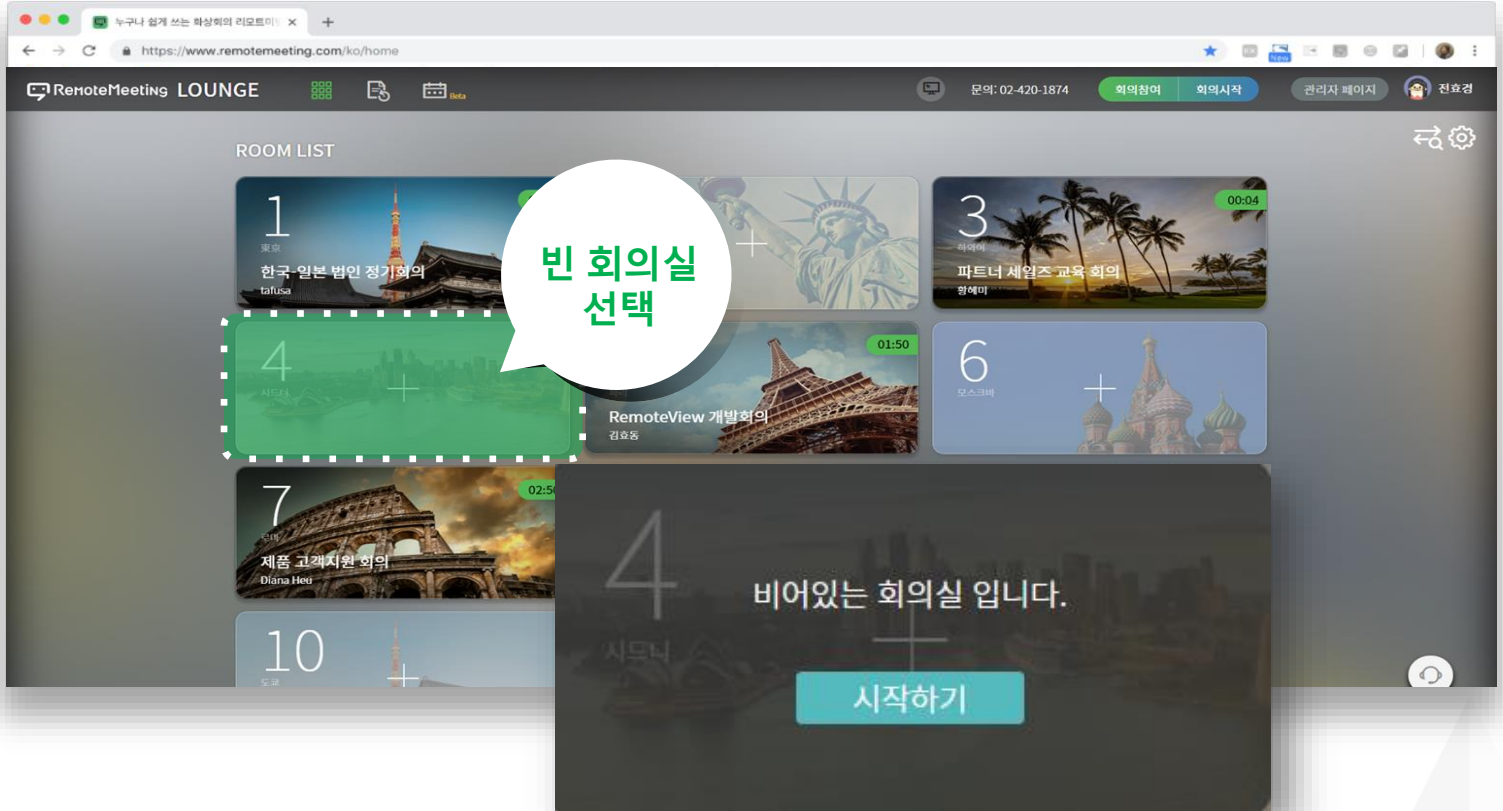 누구나 쉽게 쓰는 화상회의 리모트미
https://www.remotemeeting.com/ko/home
New
RemoteMeeting LOUNGE
Beta
문의: 02-420-1874
회의참여
회의시작
관리자 페이지
전효경
ROOM LIST
1
東京
한국-일본 법인 정기회의
tafusa
빈 회의실
선택
3
하와이
00:04
파트너 세일즈 교육 회의
황혜미
4
시드니
01:50
RemoteView 개발회의
김효동
6
모스크바
7
로마
02:50
제품 고객지원 회의
Diana Heu
10
도쿄
4
시드니
비어있는 회의실 입니다.
시작하기